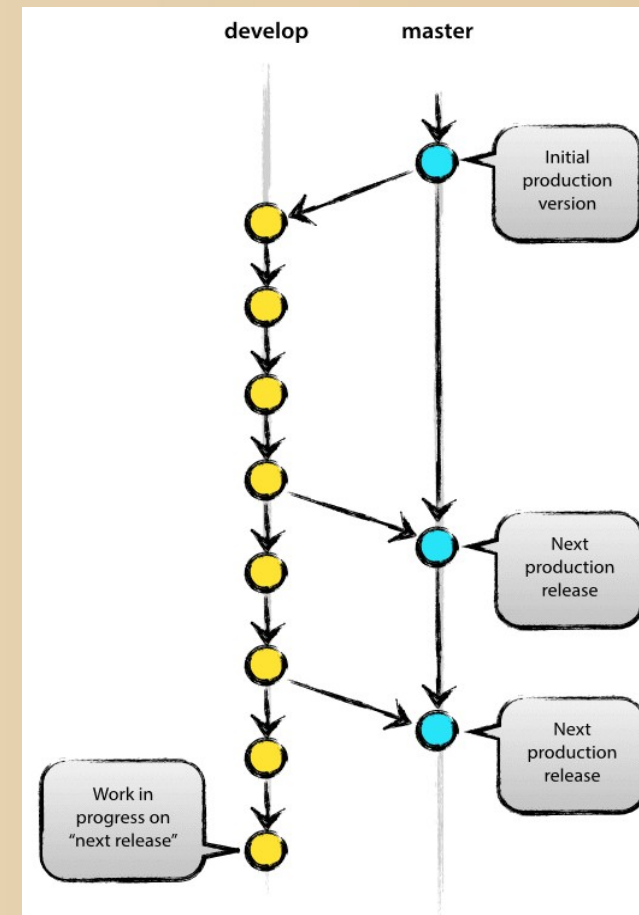 develop
master
Initial
production
version
Next
production
release
Next
production
release
Work in
progress on
“next release”